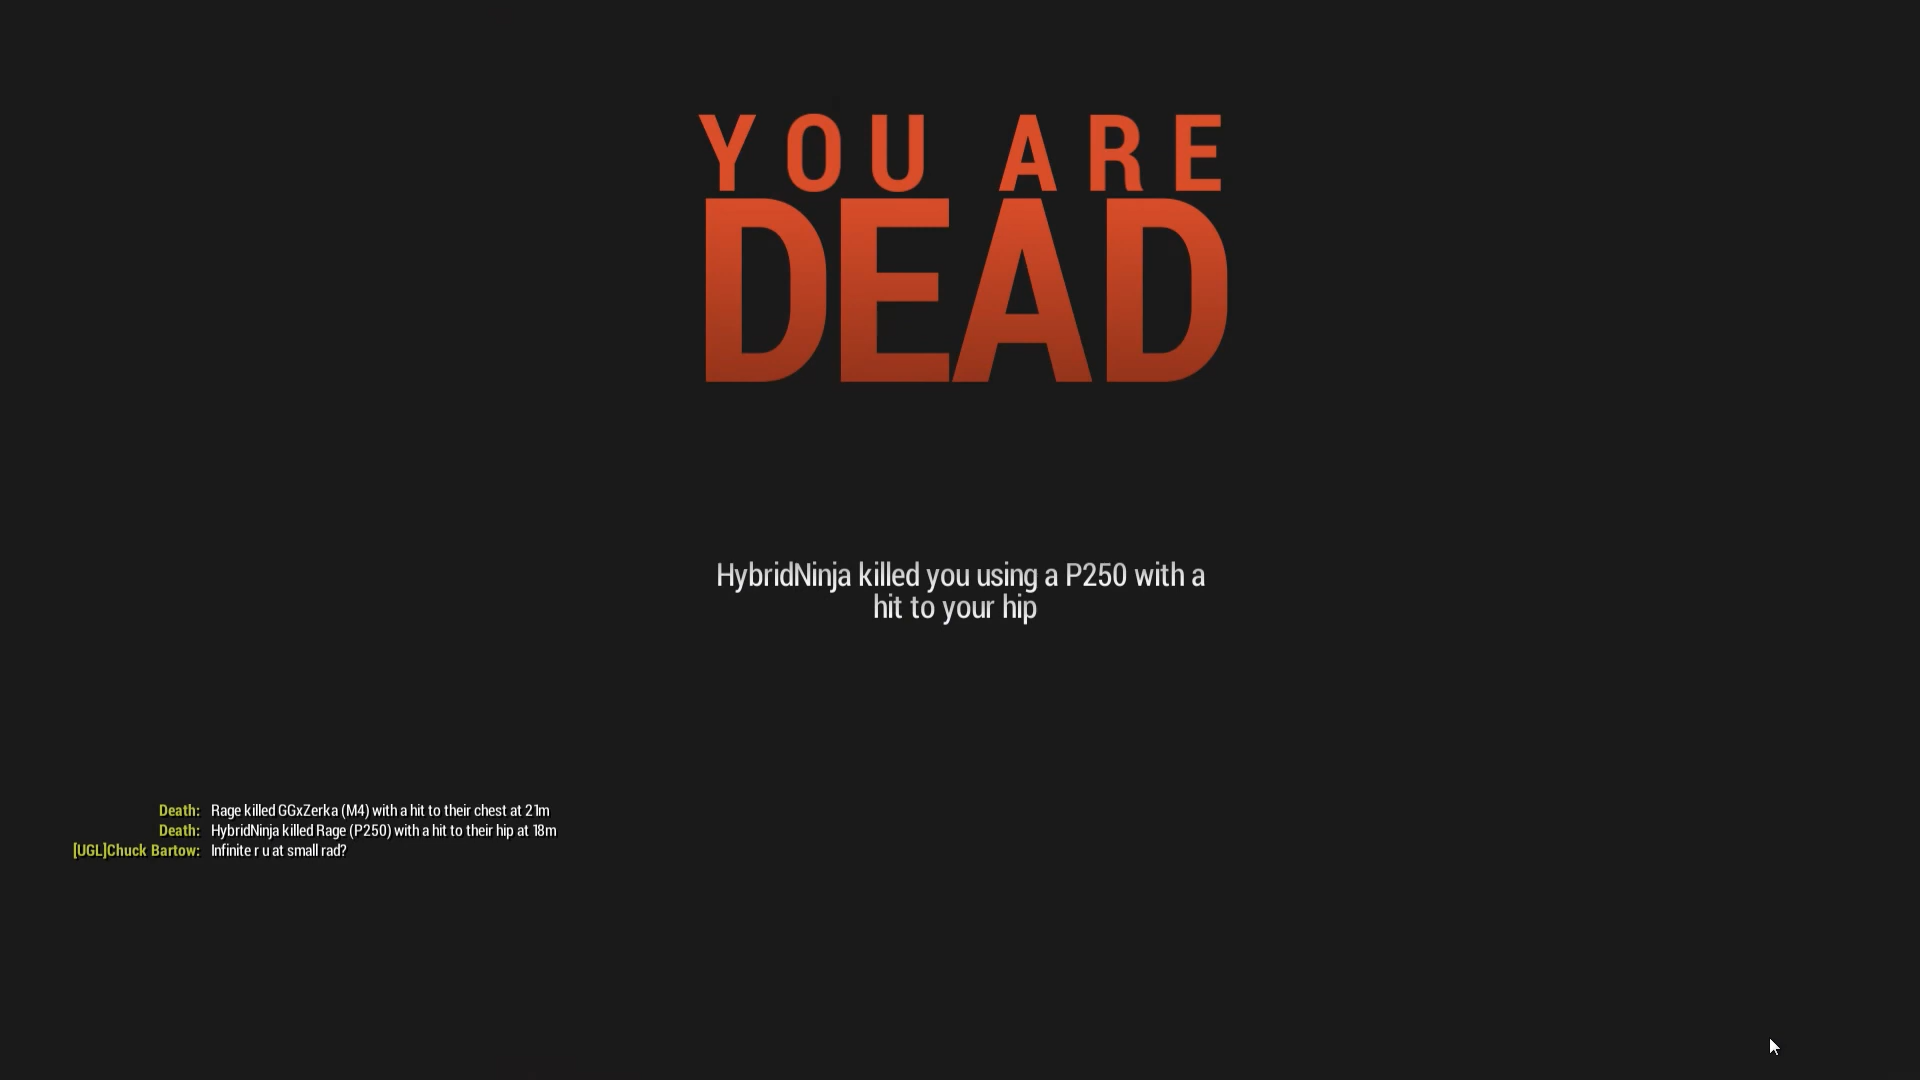 YOU ARE
DEAD
HybridNinja killed you using a P250 with a
hit to your hip
Death: Rage killed GGxZerka (M4) with a hit to their chest at 21m
Death: HybridNinja killed Rage (P250) with a hit to their hip at 18m
[UGL]Chuck Bartow: Infinite r u at small rad?